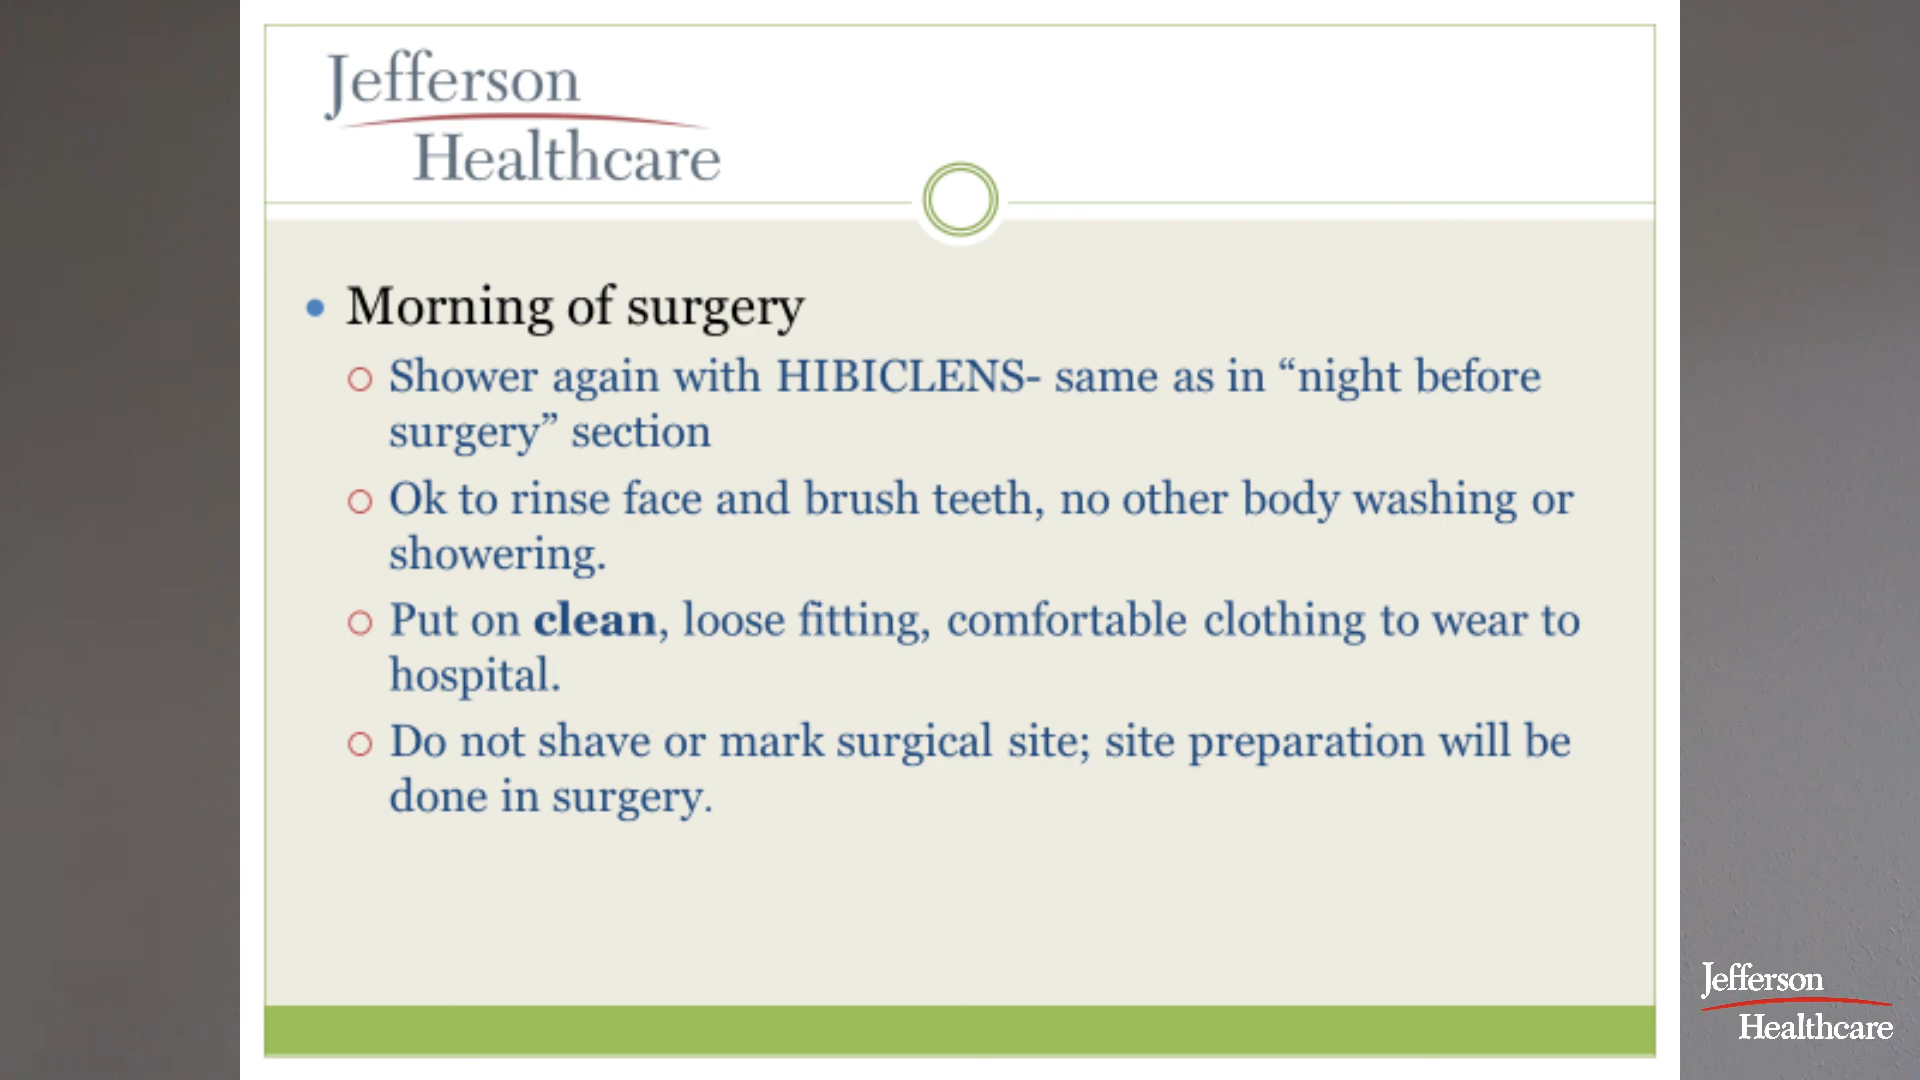 Jefferson
Healthcare
• Morning of surgery
○ Shower again with HIBICLENS- same as in “night before
surgery” section
○ Ok to rinse face and brush teeth, no other body washing or
showering.
○ Put on clean, loose fitting, comfortable clothing to wear to
hospital.
○ Do not shave or mark surgical site; site preparation will be
done in surgery.
Jefferson
Healthcare